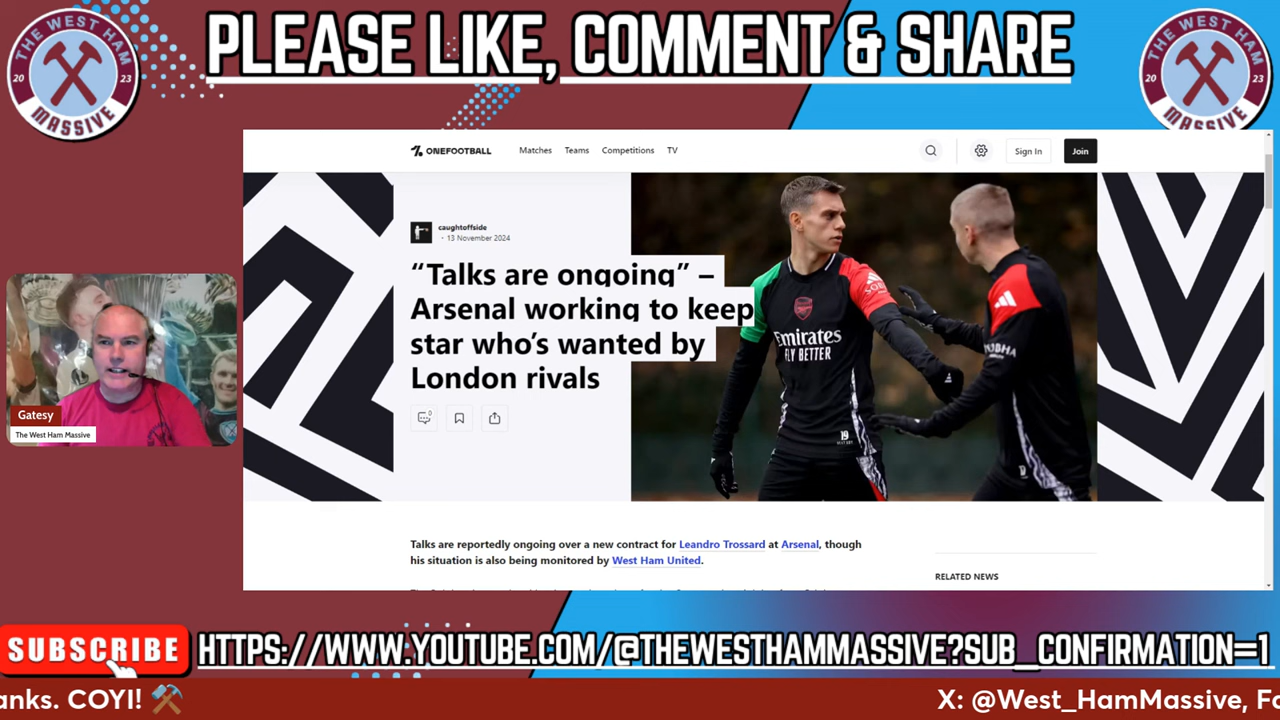 PLEASE LIKE, COMMENT & SHARE
THE WEST HAM
20 23
MASSIVE
THE WEST HAM
20 23
MASSIVE
ONEFOOTBALL Matches Teams Competitions TV Sign In Join
caughtoffside
· 13 November 2024
“Talks are ongoing” –
Arsenal working to keep
star who’s wanted by
London rivals
0
Emirates
FLY BETTER
19
Gatesy
The West Ham Massive
Talks are reportedly ongoing over a new contract for Leandro Trossard at Arsenal, though
his situation is also being monitored by West Ham United.
RELATED NEWS
SUBSCRIBE HTTPS://WWW.YOUTUBE.COM/@THEWESTHAMMASSIVE?SUB_CONFIRMATION=1
anks. COYI! ⚒️ X: @West_HamMassive, Fa